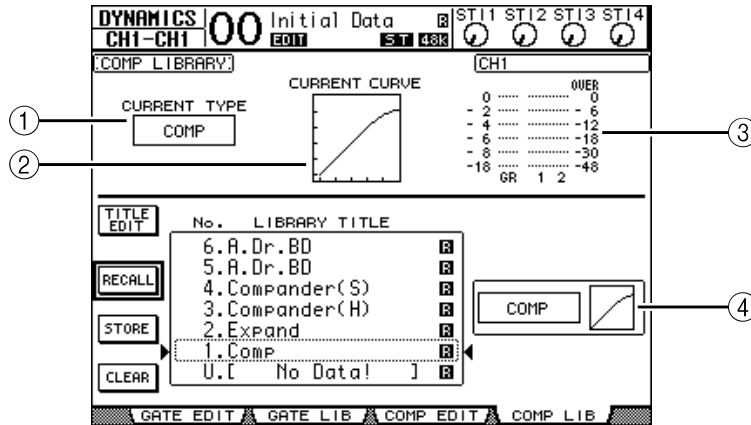 DYNAMICS 00 Initial Data R STI1 STI2 STI3 STI4
CH1-CH1 EDIT ST 48K
COMP LIBRARY CH1
CURRENT TYPE
COMP
CURRENT CURVE
OVER
0 0
- 2 - 6
- 4 -12
- 6 -18
- 8 -30
-18 -48
GR 1 2
1
2
3
4
TITLE EDIT
RECALL
STORE
CLEAR
No. LIBRARY TITLE
6.A.Dr.BD R
5.A.Dr.BD R
4.Compander(S) R
3.Compander(H) R
2.Expand R
1.Comp R
U.[ No Data! ] R
COMP
GATE EDIT GATE LIB COMP EDIT COMP LIB